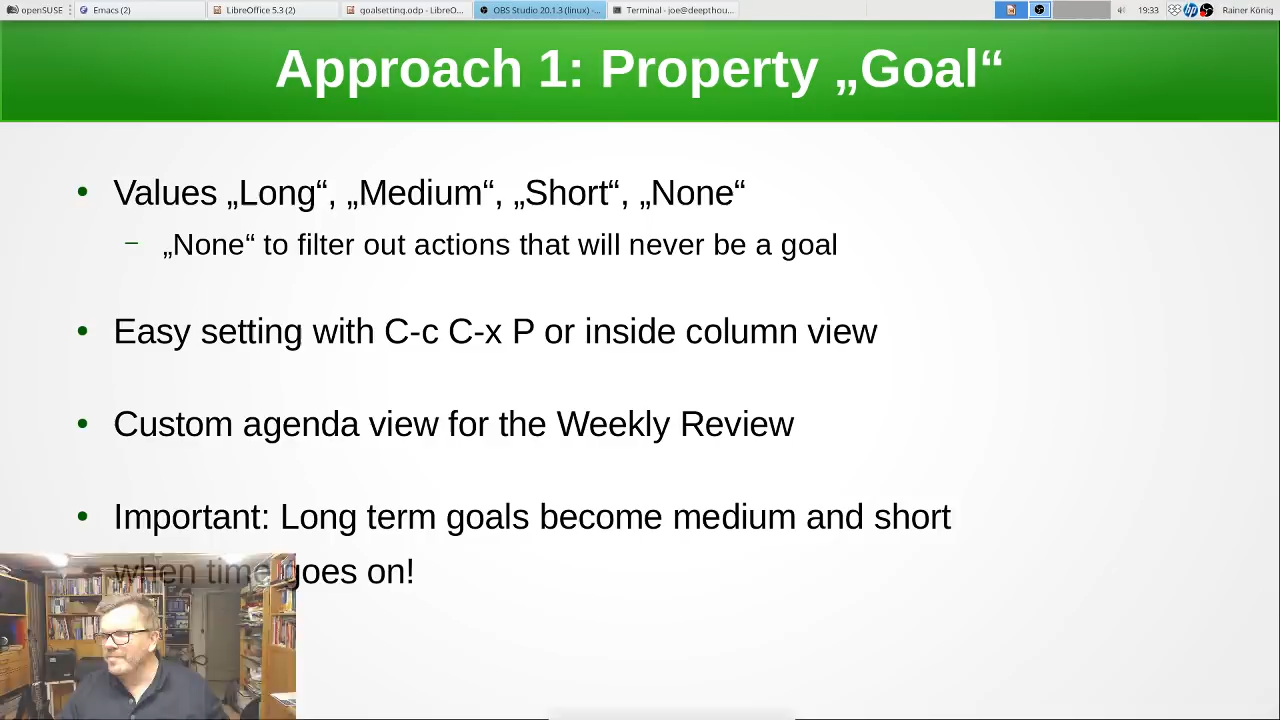 openSUSE Emacs (2) LibreOffice 5.3 (2) goalsetting.odp - LibreO... OBS Studio 20.1.3 (linux) -... Terminal - joe@deepthou... 19:33 hp Rainer König
Approach 1: Property „Goal“
• Values „Long“, „Medium“, „Short“, „None“
– „None“ to filter out actions that will never be a goal
• Easy setting with C-c C-x P or inside column view
• Custom agenda view for the Weekly Review
• Important: Long term goals become medium and short
when time goes on!